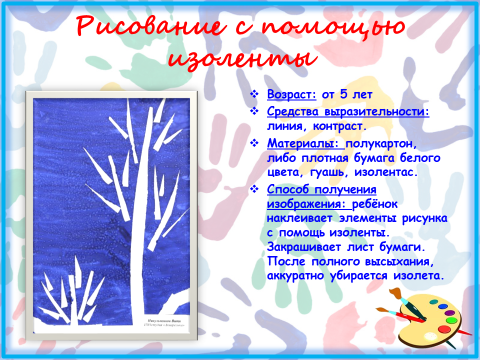 Рисование с помощью
изоленты
❖ Возраст: от 5 лет
❖ Средства выразительности:
линия, контраст.
❖ Материалы: полукартон,
либо плотная бумага белого
цвета, гуашь, изолентас.
❖ Способ получения
изображения: ребёнок
наклеивает элементы рисунка
с помощь изоленты.
Закрашивает лист бумаги.
После полного высыхания,
аккуратно убирается изолета.